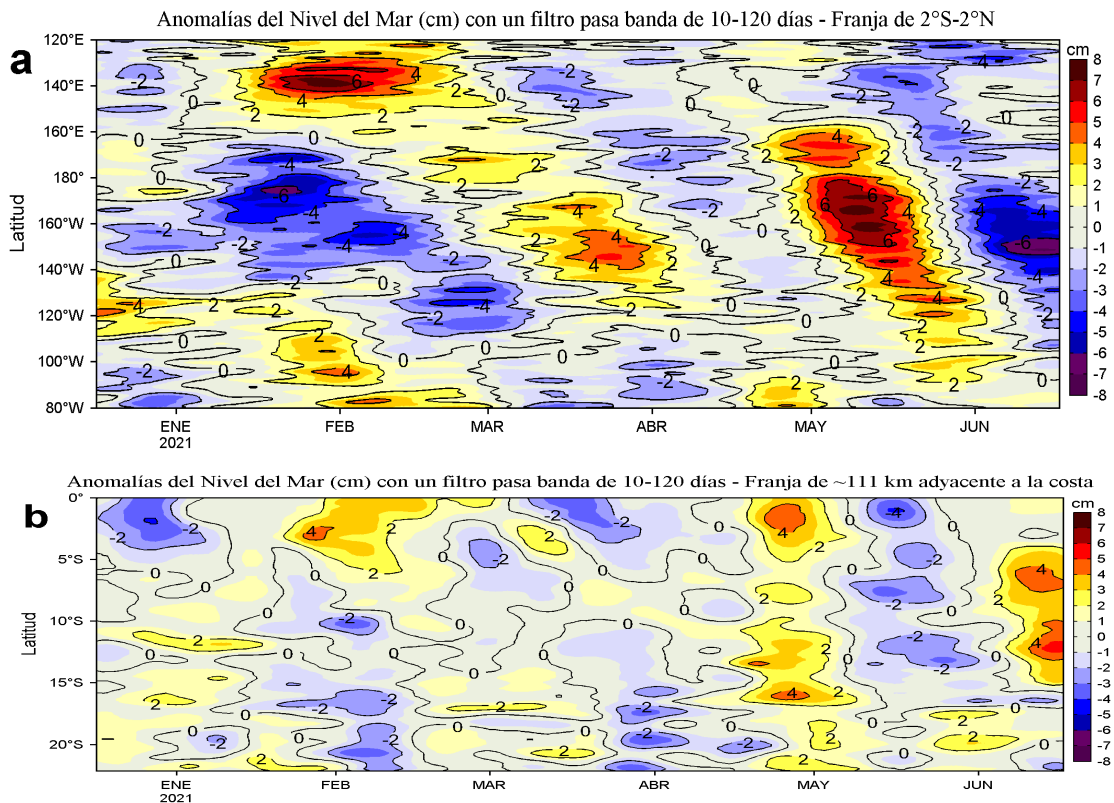 Anomalías del Nivel del Mar (cm) con un filtro pasa banda de 10-120 días - Franja de 2°S-2°N
a
cm
Latitud
120°E
140°E
160°E
180°
160°W
140°W
120°W
100°W
80°W
8
7
6
5
4
3
2
1
0
-1
-2
-3
-4
-5
-6
-7
-8
ENE FEB MAR ABR MAY JUN
2021
Anomalías del Nivel del Mar (cm) con un filtro pasa banda de 10-120 días - Franja de ~111 km adyacente a la costa
b
cm
Latitud
0°
5°S
10°S
15°S
20°S
8
7
6
5
4
3
2
1
0
-1
-2
-3
-4
-5
-6
-7
-8
ENE FEB MAR ABR MAY JUN
2021